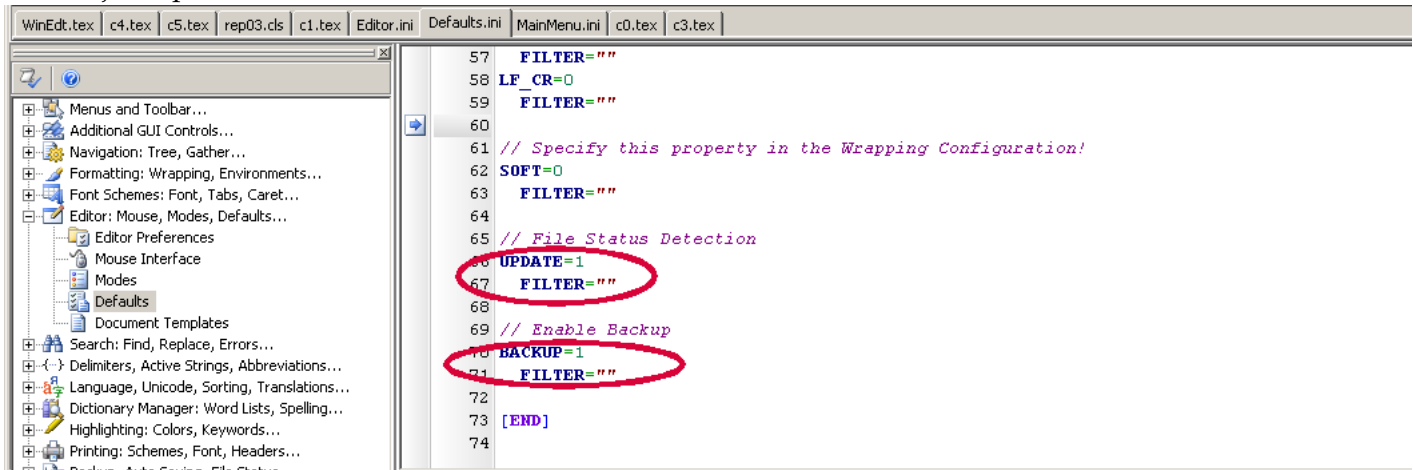 WinEdt.tex c4.tex c5.tex rep03.cls c1.tex Editor.ini Defaults.ini MainMenu.ini c0.tex c3.tex
Menus and Toolbar...
Additional GUI Controls...
Navigation: Tree, Gather...
Formatting: Wrapping, Environments...
Font Schemes: Font, Tabs, Caret...
Editor: Mouse, Modes, Defaults...
Editor Preferences
Mouse Interface
Modes
Defaults
Document Templates
Search: Find, Replace, Errors...
Delimiters, Active Strings, Abbreviations...
Language, Unicode, Sorting, Translations...
Dictionary Manager: Word Lists, Spelling...
Highlighting: Colors, Keywords...
Printing: Schemes, Font, Headers...
57 FILTER=""
58 LF_CR=0
59 FILTER=""
60
61 // Specify this property in the Wrapping Configuration!
62 SOFT=0
63 FILTER=""
64
65 // File Status Detection
66 UPDATE=1
67 FILTER=""
68
69 // Enable Backup
70 BACKUP=1
71 FILTER=""
72
73 [END]
74